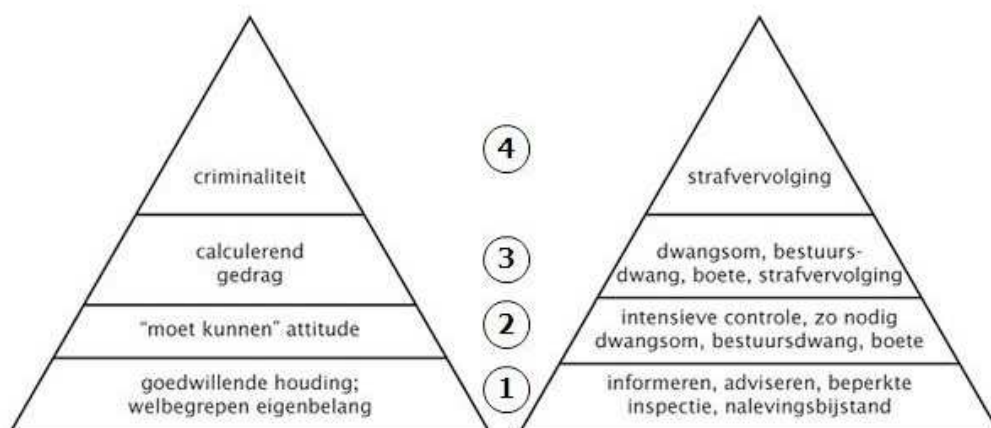 criminaliteit
calculerend
gedrag
"moet kunnen" attitude
goedwillende houding;
welbegrepen eigenbelang
4
3
2
1
strafvervolging
dwangsom, bestuurs-
dwang, boete, strafvervolging
intensieve controle, zo nodig
dwangsom, bestuursdwang, boete
informeren, adviseren, beperkte
inspectie, nalevingsbijstand